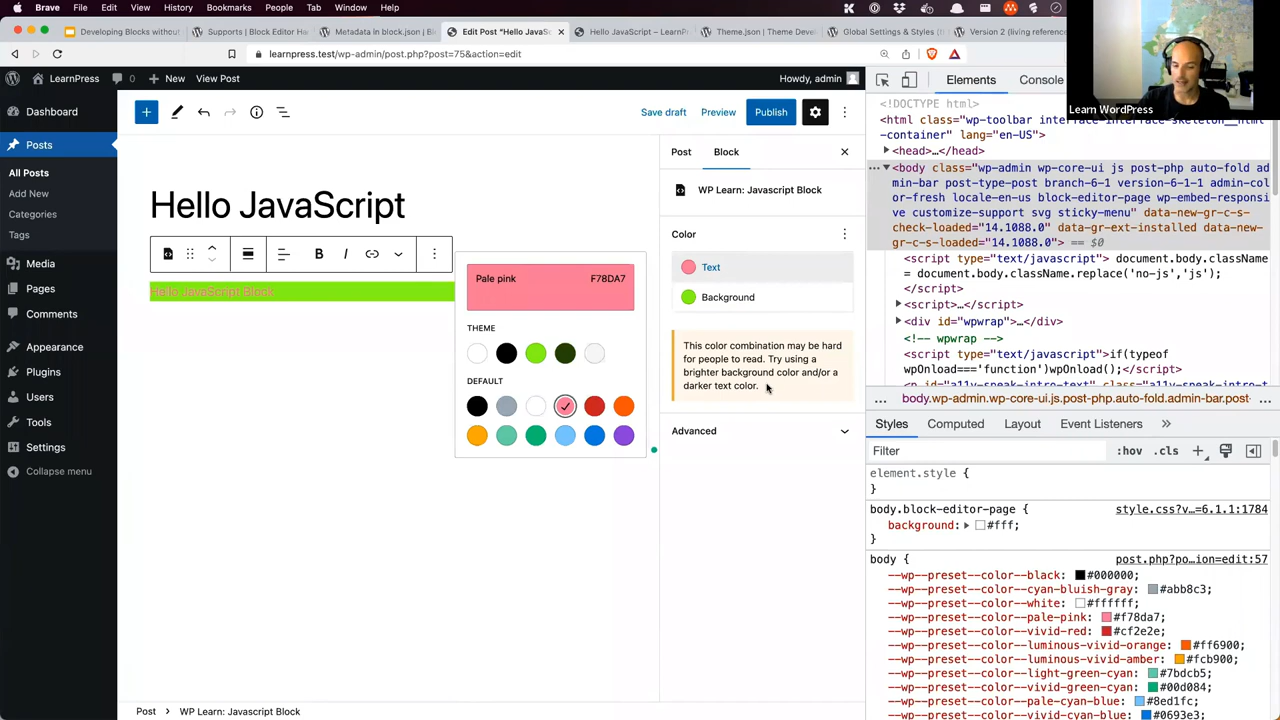 Brave File Edit View History Bookmarks People Tab Window Help
Developing Blocks withou
Supports | Block Editor Ha
Metadata in block.json | B
Edit Post "Hello JavaSc
Hello JavaScript – LearnPr
Theme.json | Theme Deve
Global Settings & Styles (t
Version 2 (living reference
learnpress.test/wp-admin/post.php?post=75&action=edit
LearnPress 0 New View Post
Howdy, admin
Dashboard
Posts
All Posts
Add New
Categories
Tags
Media
Pages
Comments
Appearance
Plugins
Users
Tools
Settings
Collapse menu
Save draft Preview Publish
Hello JavaScript
B I
Hello JavaScript Block
Pale pink F78DA7
THEME
DEFAULT
Post Block
WP Learn: Javascript Block
Color
Text
Background
This color combination may be hard
for people to read. Try using a
brighter background color and/or a
darker text color.
Advanced
Post › WP Learn: Javascript Block
Elements Console
Learn WordPress
<!DOCTYPE html>
<html class="wp-toolbar interface-interface-skeleton__html
-container" lang="en-US">
<head>…</head>
<body class="wp-admin wp-core-ui js post-php auto-fold ad
min-bar post-type-post branch-6-1 version-6-1-1 admin-col
or-fresh locale-en-us block-editor-page wp-embed-responsi
ve customize-support svg sticky-menu" data-new-gr-c-s-
check-loaded="14.1088.0" data-gr-ext-installed data-new-
gr-c-s-loaded="14.1088.0"> == $0
<script type="text/javascript"> document.body.className
= document.body.className.replace('no-js','js');
</script>
<script>…</script>
<div id="wpwrap">…</div>
<!-- wpwrap -->
<script type="text/javascript">if(typeof
wpOnload==='function')wpOnload();</script>
<p id="a11y-speak-intro-text" class="a11y-speak-intro-t
… body.wp-admin.wp-core-ui.js.post-php.auto-fold.admin-bar.post- …
Styles Computed Layout Event Listeners »
Filter :hov .cls
element.style {
}
body.block-editor-page { style.css?v…=6.1.1:1784
background: #fff;
}
body { post.php?po…ion=edit:57
--wp--preset--color--black: #000000;
--wp--preset--color--cyan-bluish-gray: #abb8c3;
--wp--preset--color--white: #ffffff;
--wp--preset--color--pale-pink: #f78da7;
--wp--preset--color--vivid-red: #cf2e2e;
--wp--preset--color--luminous-vivid-orange: #ff6900;
--wp--preset--color--luminous-vivid-amber: #fcb900;
--wp--preset--color--light-green-cyan: #7bdcb5;
--wp--preset--color--vivid-green-cyan: #00d084;
--wp--preset--color--pale-cyan-blue: #8ed1fc;
--wp--preset--color--vivid-cyan-blue: #0693e3;